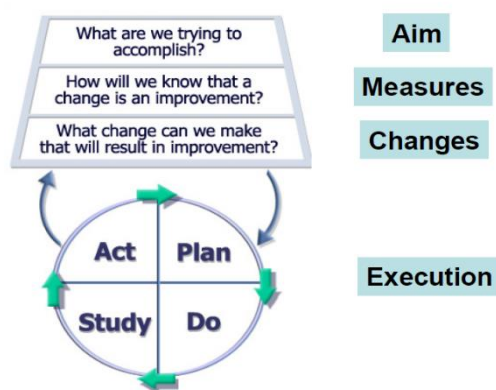 What are we trying to
accomplish?
Aim
How will we know that a
change is an improvement?
Measures
What change can we make
that will result in improvement?
Changes
Act
Plan
Study
Do
Execution